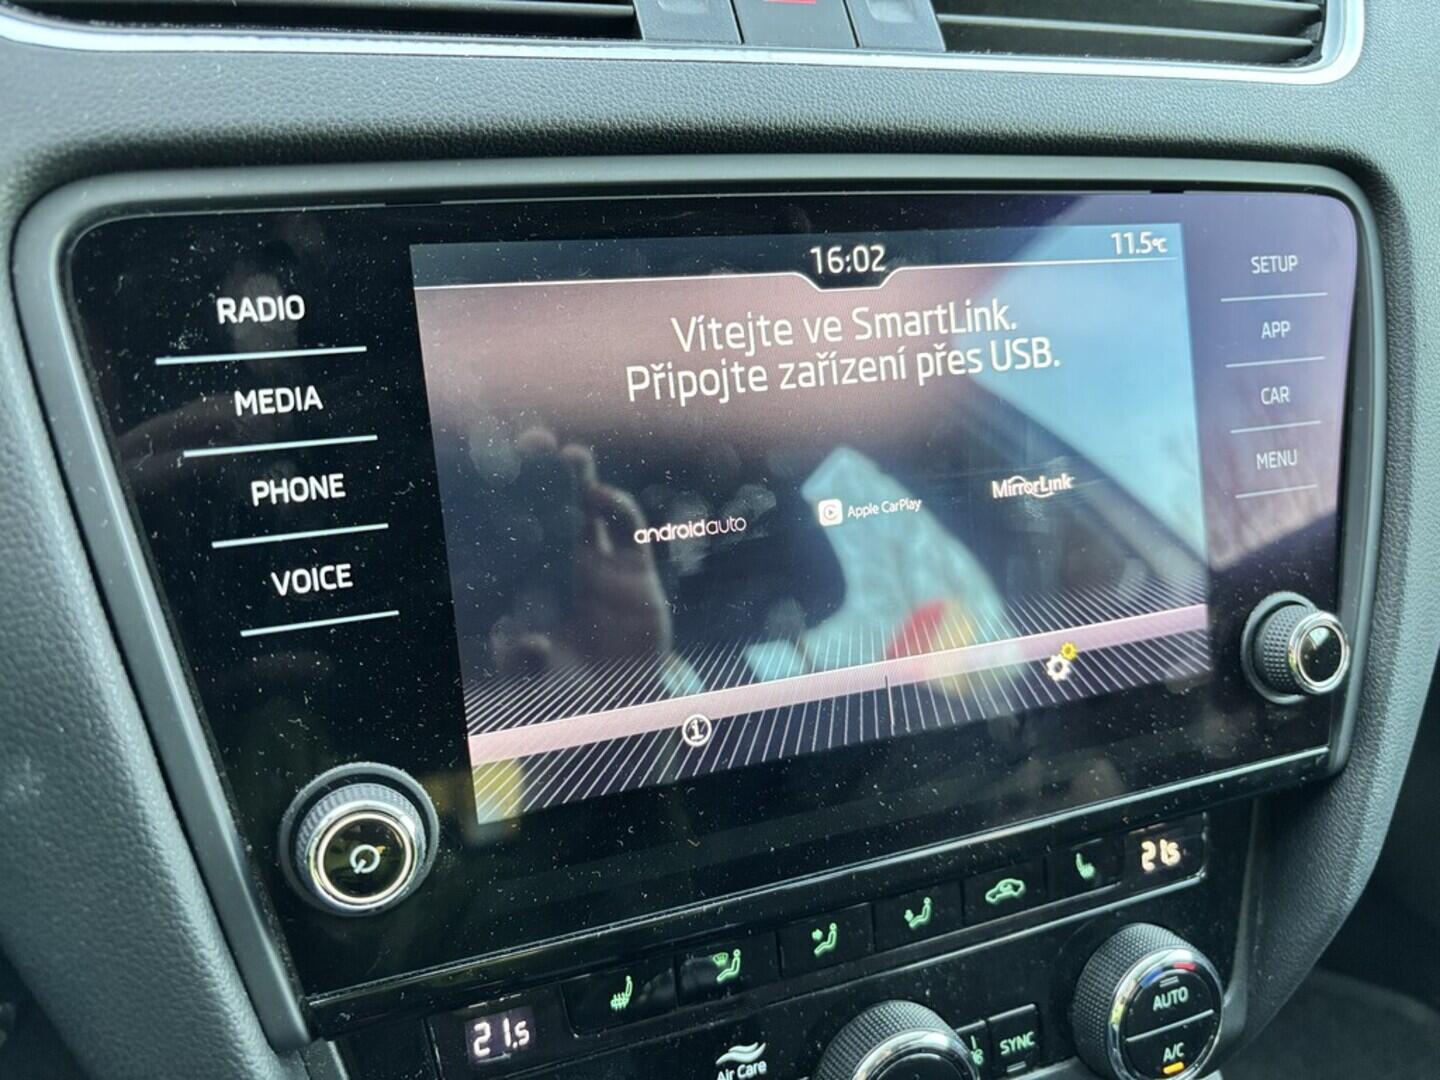 16:02
11.5°C
RADIO
MEDIA
PHONE
VOICE
Vítejte ve SmartLink.
Připojte zařízení přes USB.
androidauto
Apple CarPlay
MirrorLink
SETUP
APP
CAR
MENU
21.5
21.5
Air Care
SYNC
AUTO
A/C